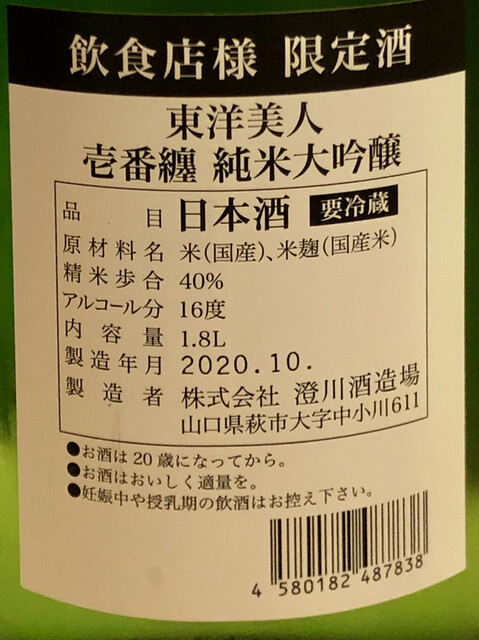 飲食店様 限定酒
東洋美人
壱番纏 純米大吟醸
品目 日本酒 要冷蔵
原材料名 米(国産)、米麹(国産米)
精米歩合 40%
アルコール分 16度
内容量 1.8L
製造年月 2020.10.
製造者 株式会社 澄川酒造場
山口県萩市大字中小川611
●お酒は20歳になってから。
●お酒はおいしく適量を。
●妊娠中や授乳期の飲酒はお控え下さい。
4 580182 487838